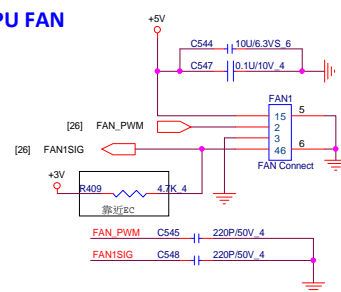 PU FAN
+5V
C544 10U/6.3VS_6
C547 0.1U/10V_4
FAN1
[26] FAN_PWM
15 5
2
3
46 6
[26] FAN1SIG
FAN Connect
+3V
R409 4.7K_4
靠近EC
FAN_PWM C545 220P/50V_4
FAN1SIG C548 220P/50V_4